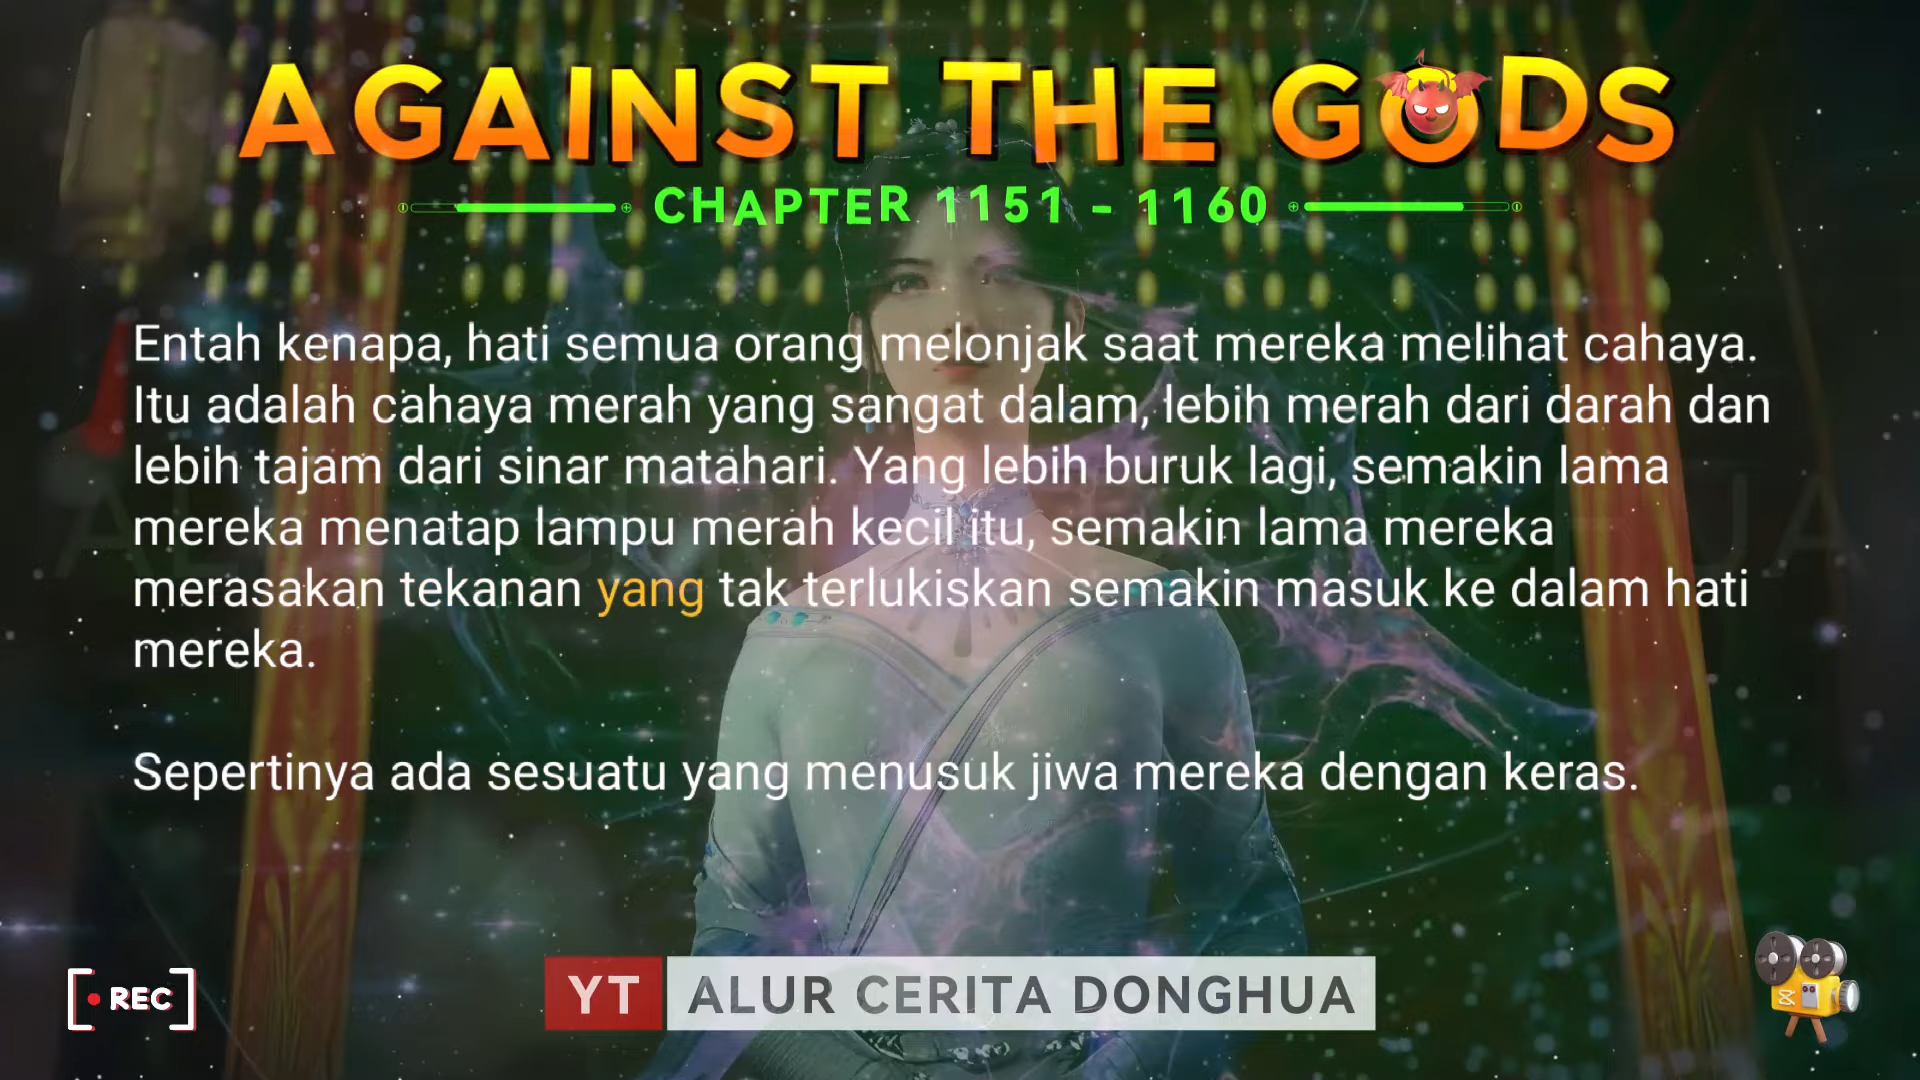 AGAINST THE GODS
CHAPTER 1151 - 1160
Entah kenapa, hati semua orang melonjak saat mereka melihat cahaya.
Itu adalah cahaya merah yang sangat dalam, lebih merah dari darah dan
lebih tajam dari sinar matahari. Yang lebih buruk lagi, semakin lama
mereka menatap lampu merah kecil itu, semakin lama mereka
merasakan tekanan yang tak terlukiskan semakin masuk ke dalam hati
mereka.
Sepertinya ada sesuatu yang menusuk jiwa mereka dengan keras.
REC
YT ALUR CERITA DONGHUA